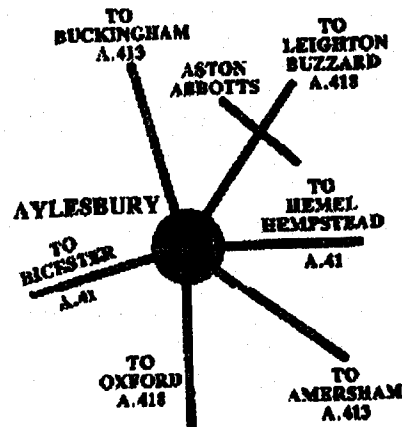 TO
BUCKINGHAM
A.413
TO
LEIGHTON
BUZZARD
A.418
ASTON
ABBOTTS
AYLESBURY
TO
HEMEL
HEMPSTEAD
A.41
TO
BICESTER
A.41
TO
OXFORD
A.418
TO
AMERSHAM
A.413